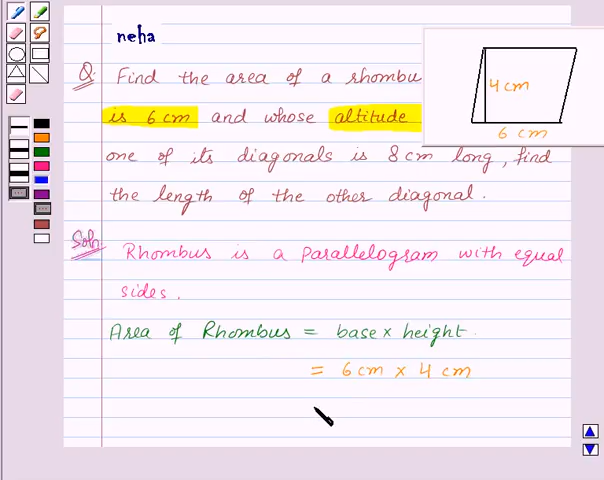 neha
Q. Find the area of a rhombu
is 6 cm and whose altitude
one of its diagonals is 8 cm long, find
the length of the other diagonal.
Soln: Rhombus is a parallelogram with equal
sides.
Area of Rhombus = base × height.
= 6 cm × 4 cm
4 cm
6 cm